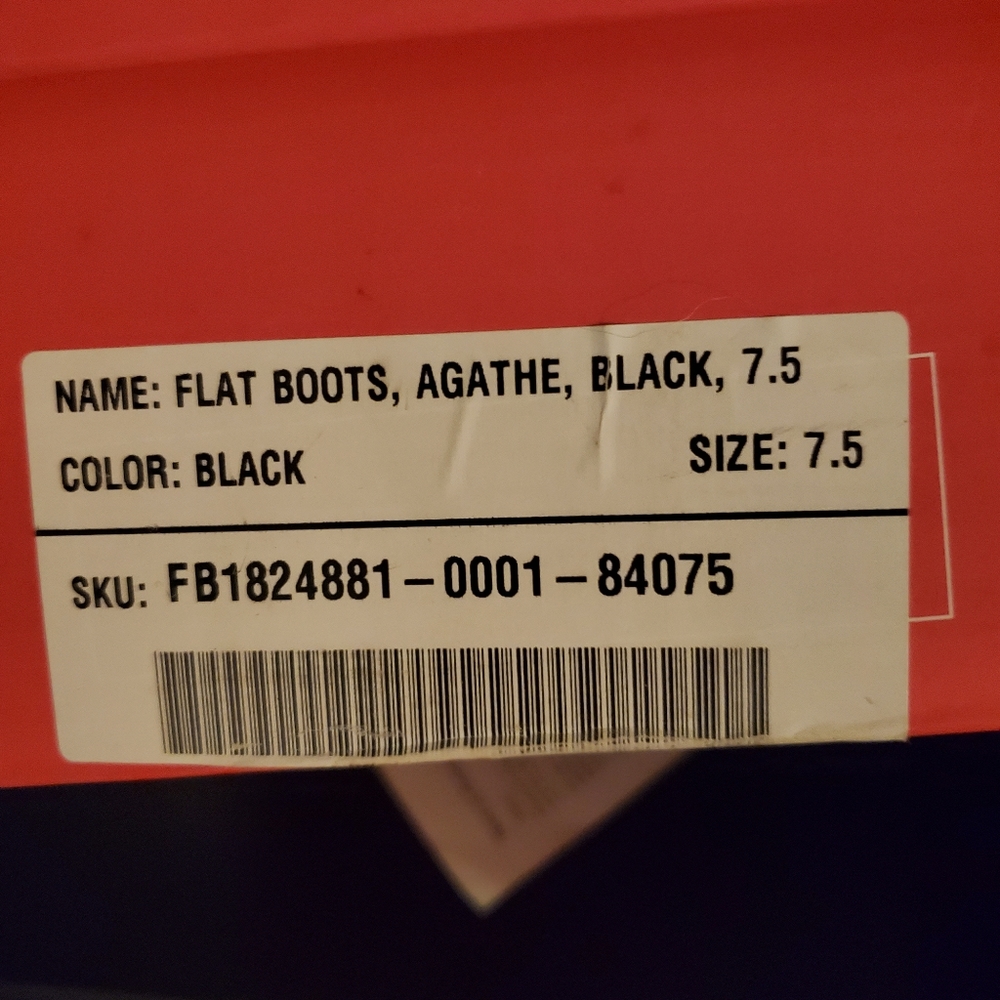 NAME: FLAT BOOTS, AGATHE, BLACK, 7.5
COLOR: BLACK
SIZE: 7.5
SKU: FB1824881-0001-84075